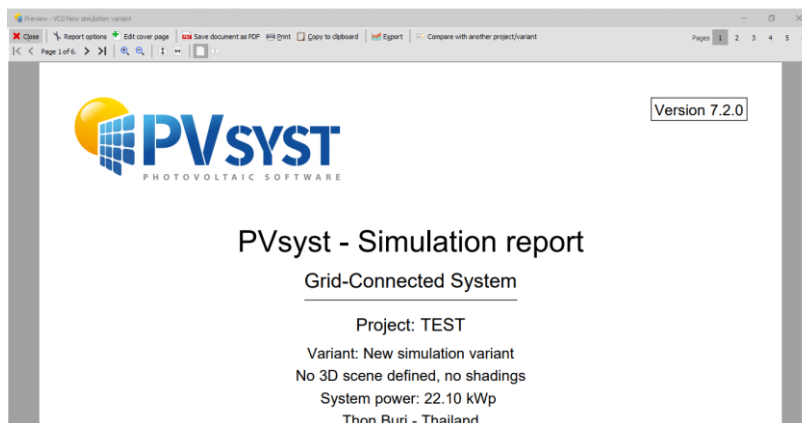 Preview - VC0 New simulation variant
Close Report options Edit cover page Save document as PDF Print Copy to clipboard Export Compare with another project/variant Pages 1 2 3 4 5
Page 1 of 6.
PVSYST
PHOTOVOLTAIC SOFTWARE
Version 7.2.0
PVsyst - Simulation report
Grid-Connected System
Project: TEST
Variant: New simulation variant
No 3D scene defined, no shadings
System power: 22.10 kWp
Thon Buri - Thailand